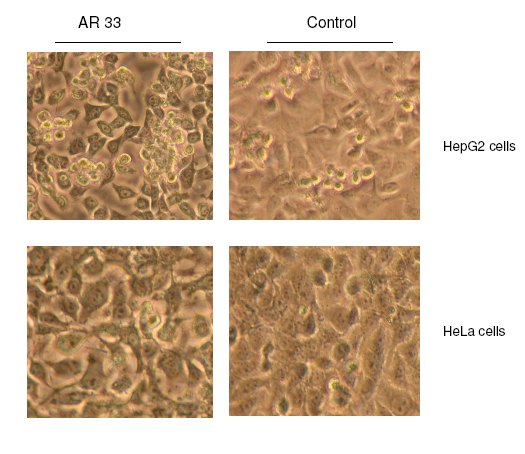 AR 33
Control
HepG2 cells
HeLa cells